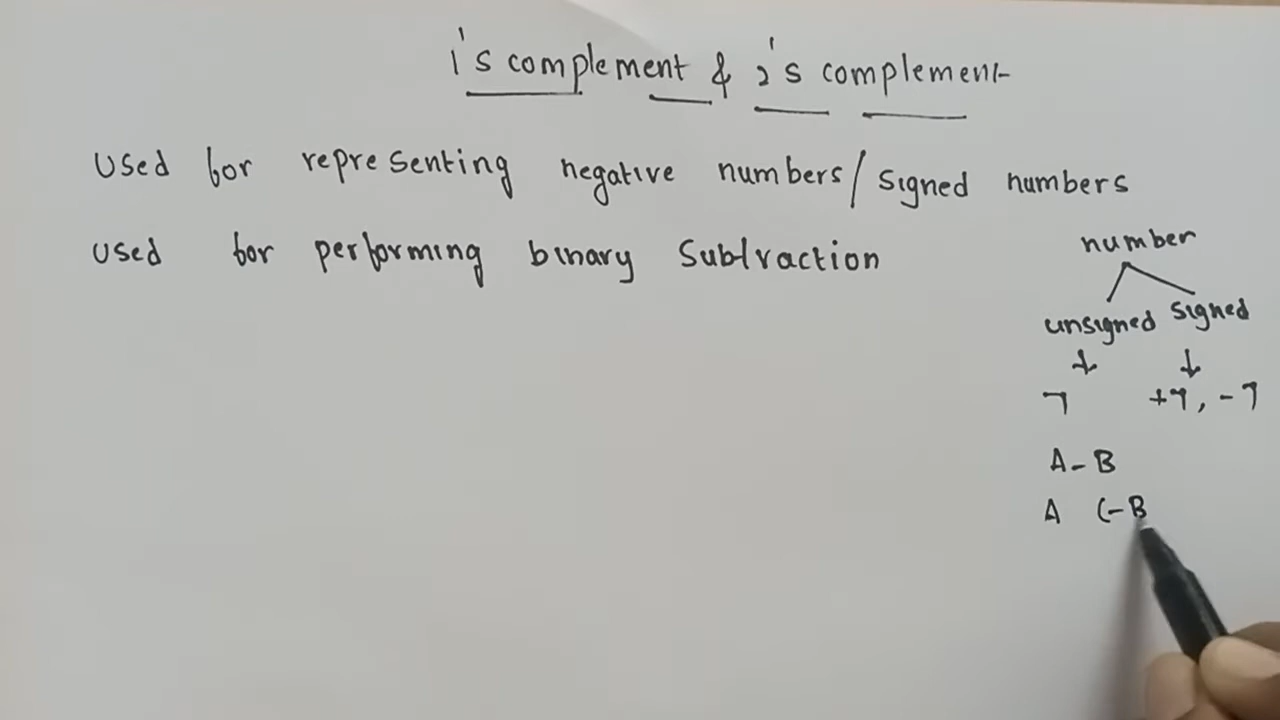 1's complement & 2's complement
Used for representing negative numbers/signed numbers
used for performing binary Subtraction
number
unsigned signed
7 +7, -7
A-B
A (-B